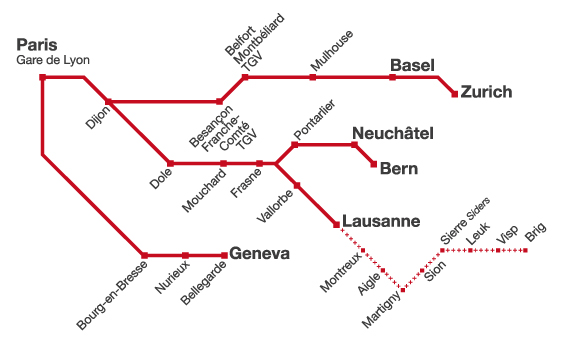 Paris
Gare de Lyon
Dijon
Besançon
Franche-
Comté
TGV
Belfort
Montbéliard
TGV
Mulhouse
Basel
Zurich
Dole
Mouchard
Frasne
Pontarlier
Neuchâtel
Bern
Vallorbe
Lausanne
Montreux
Aigle
Martigny
Sion
Sierre Siders
Leuk
Visp
Brig
Bourg-en-Bresse
Nurieux
Bellegarde
Geneva